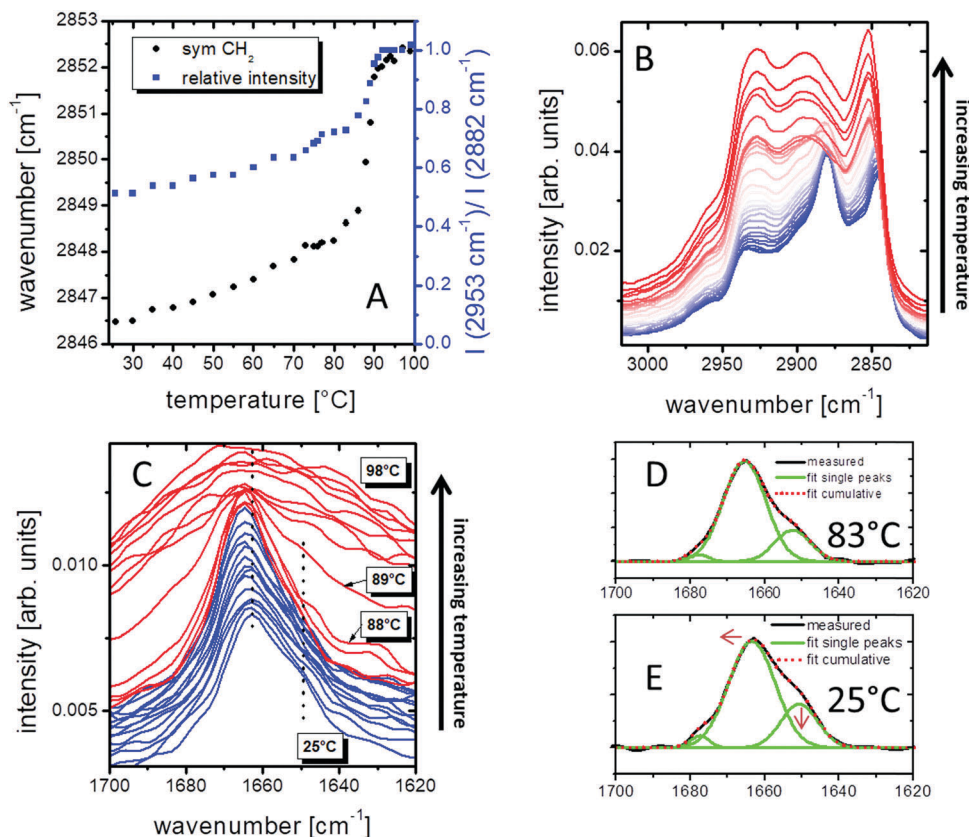 2853
2852
2851
2850
2849
2848
2847
2846
wavenumber [cm-1]
sym CH2
relative intensity
A
30 40 50 60 70 80 90 100
temperature [°C]
1.0
0.8
0.6
0.4
0.2
0.0
I (2953 cm-1)/ I (2882 cm-1)
B
0.06
0.04
0.02
intensity [arb. units]
3000 2950 2900 2850
wavenumber [cm-1]
increasing temperature
C
98°C
89°C
88°C
25°C
0.010
0.005
intensity [arb. units]
1700 1680 1660 1640 1620
wavenumber [cm-1]
increasing temperature
D
measured
fit single peaks
fit cumulative
83°C
1700 1680 1660 1640 1620
E
measured
fit single peaks
fit cumulative
25°C
1700 1680 1660 1640 1620